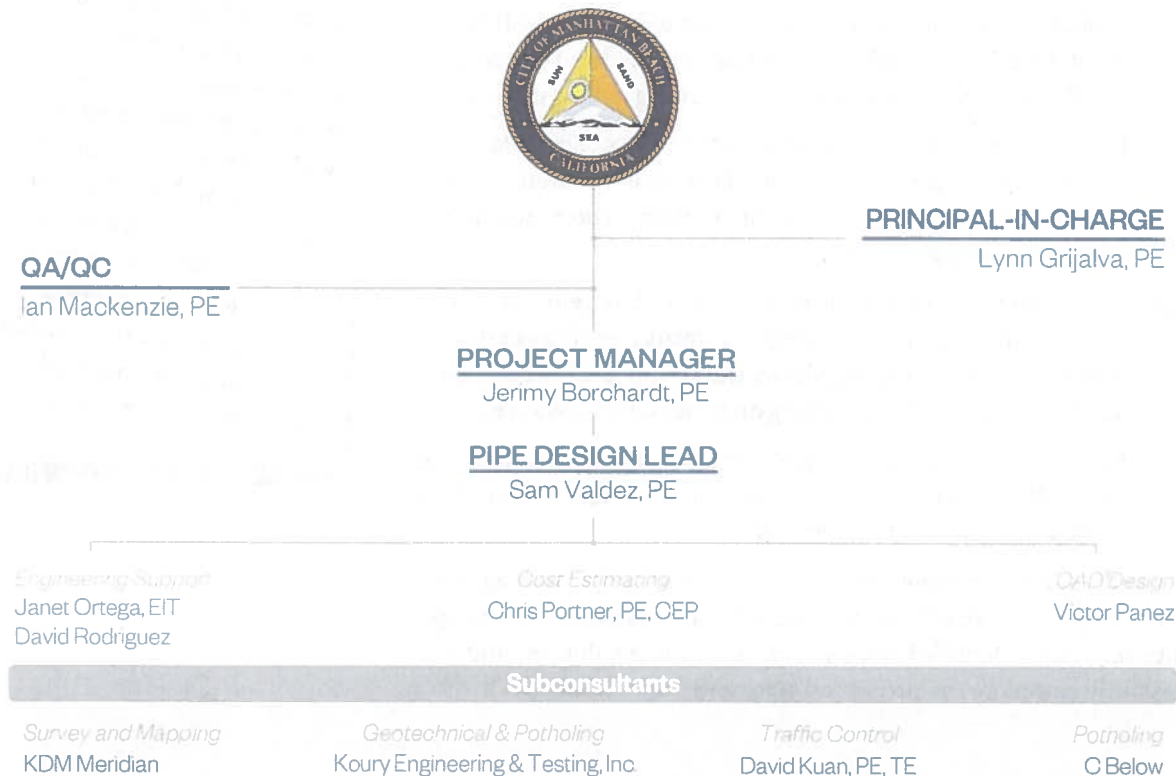 CITY OF MANHATTAN BEACH
SUN
SAND
SEA
CALIFORNIA
PRINCIPAL-IN-CHARGE
Lynn Grijalva, PE
QA/QC
Ian Mackenzie, PE
PROJECT MANAGER
Jerimy Borchardt, PE
PIPE DESIGN LEAD
Sam Valdez, PE
Engineering Support
Janet Ortega, EIT
David Rodriguez
Cost Estimating
Chris Portner, PE, CEP
CAD Design
Victor Panez
Subconsultants
Survey and Mapping
KDM Meridian
Geotechnical & Potholing
Koury Engineering & Testing, Inc.
Traffic Control
David Kuan, PE, TE
Potholing
C Below